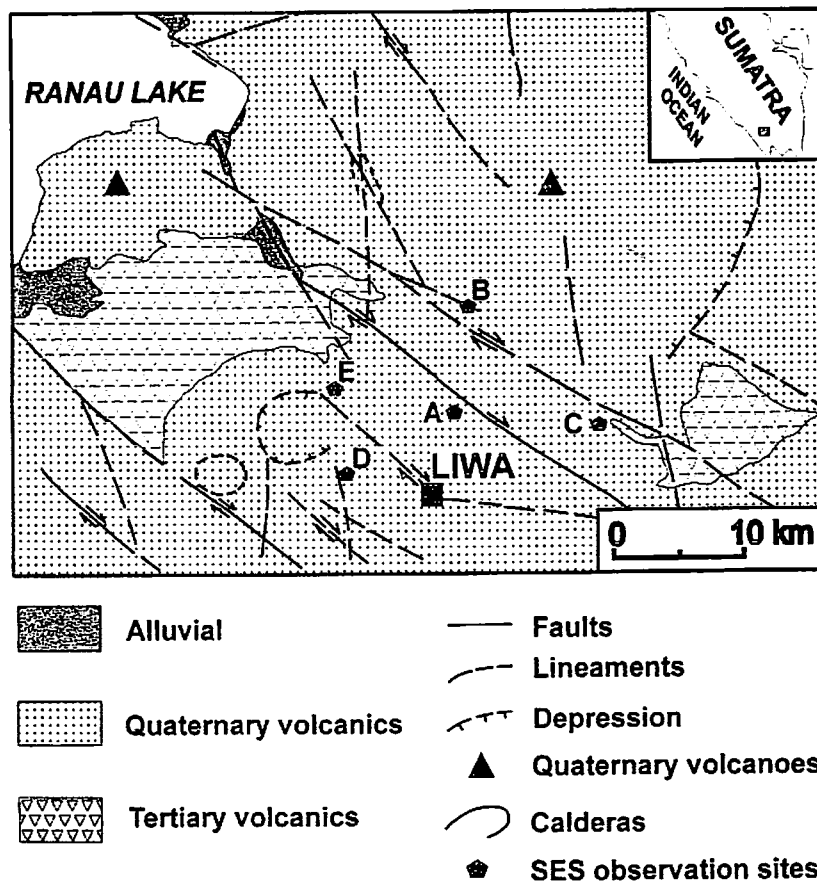 RANAU LAKE
SUMATRA
INDIAN
OCEAN
B
E
A
C
D
LIWA
0 10 km
Alluvial
Quaternary volcanics
Tertiary volcanics
Faults
Lineaments
Depression
Quaternary volcanoes
Calderas
SES observation sites